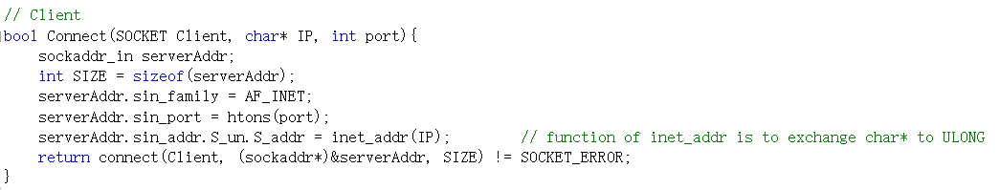 // Client
bool Connect(SOCKET Client, char* IP, int port){
    sockaddr_in serverAddr;
    int SIZE = sizeof(serverAddr);
    serverAddr.sin_family = AF_INET;
    serverAddr.sin_port = htons(port);
    serverAddr.sin_addr.S_un.S_addr = inet_addr(IP);        // function of inet_addr is to exchange char* to ULONG
    return connect(Client, (sockaddr*)&serverAddr, SIZE) != SOCKET_ERROR;
}